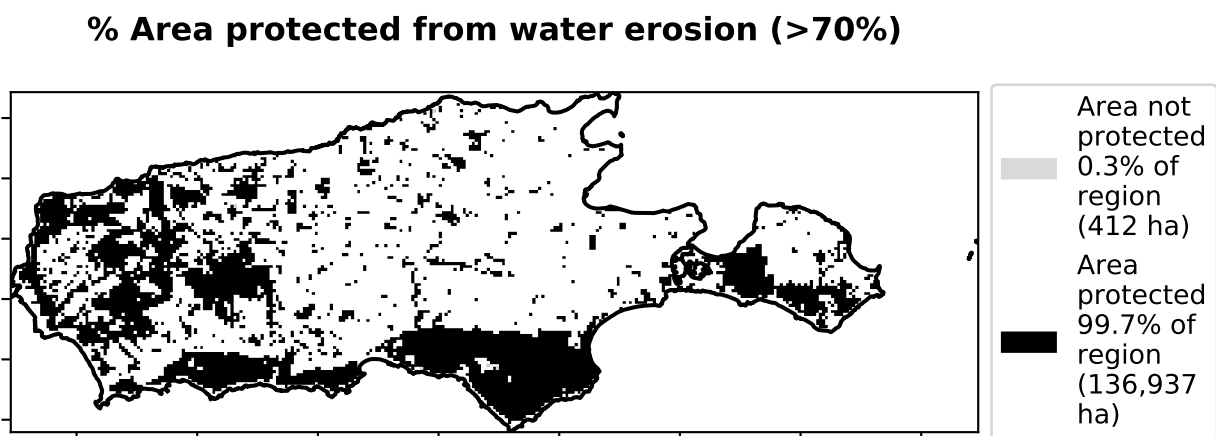 % Area protected from water erosion (>70%)
Area not
protected
0.3% of
region
(412 ha)
Area
protected
99.7% of
region
(136,937
ha)